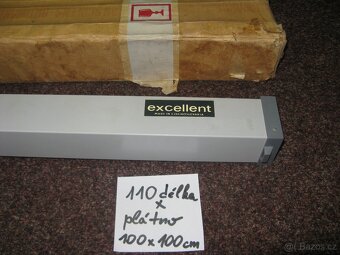 excellent
MADE IN CZECHOSLOVAKIA
110 délka
x
plátno
100x100cm
bazos.cz